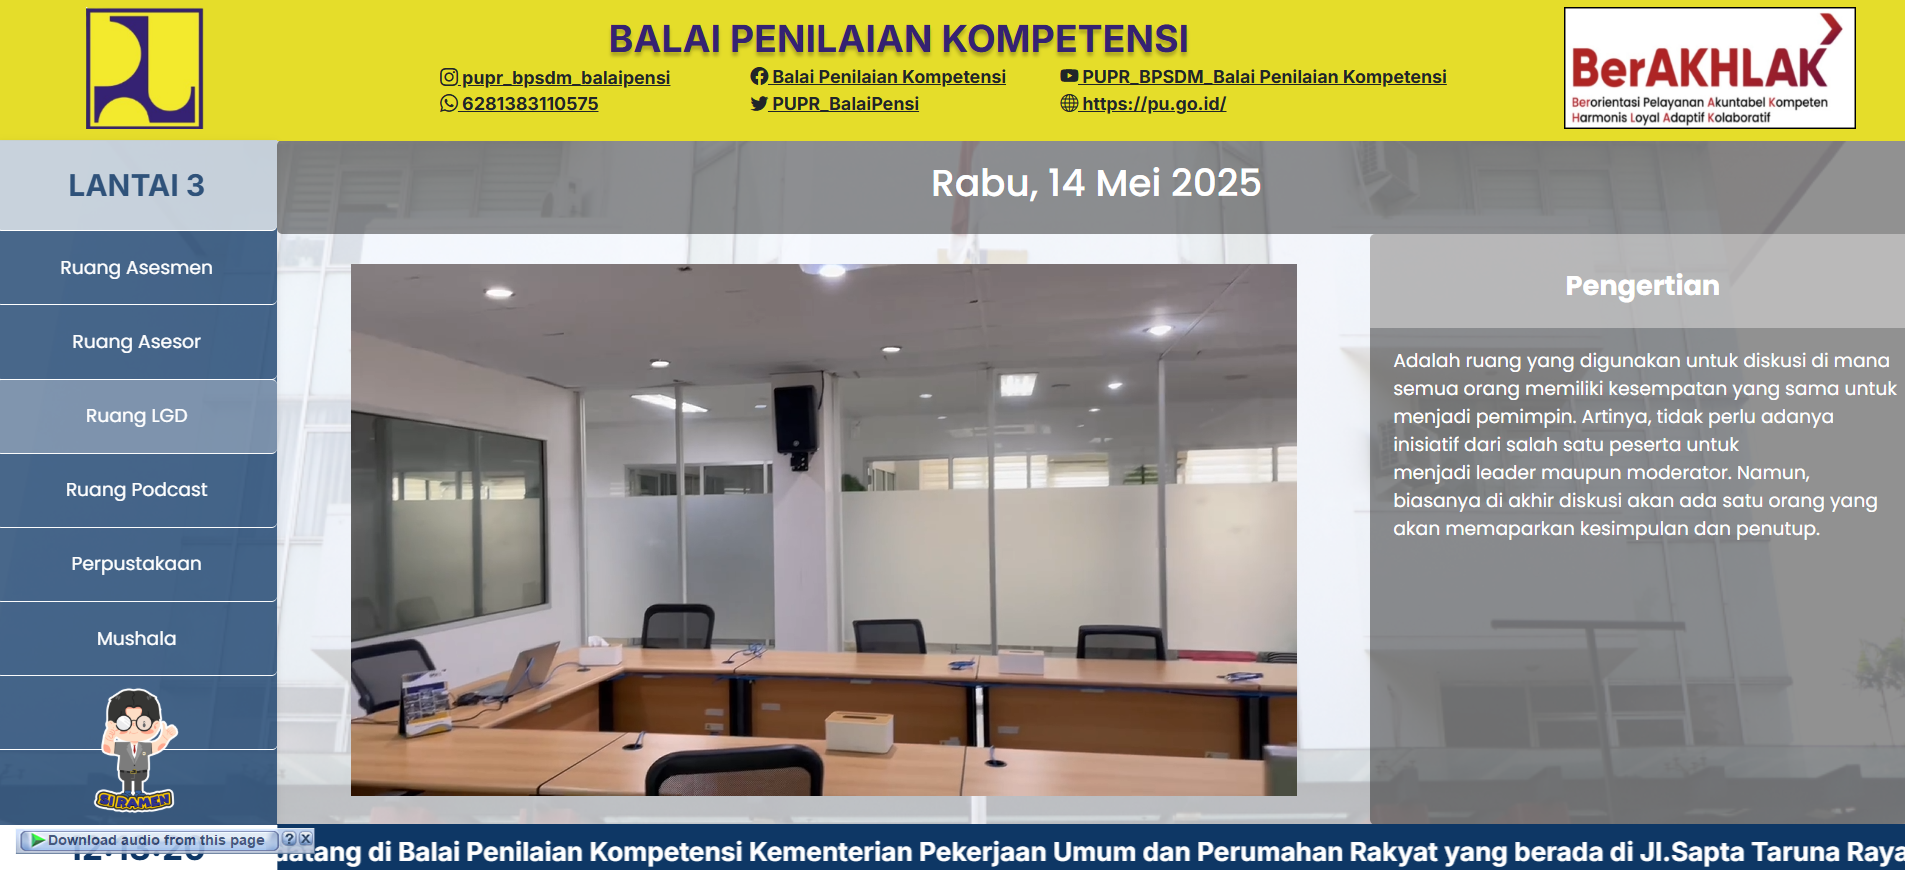 BALAI PENILAIAN KOMPETENSI
pupr_bpsdm_balaipensi
Balai Penilaian Kompetensi
PUPR_BPSDM_Balai Penilaian Kompetensi
6281383110575
PUPR_BalaiPensi
https://pu.go.id/
BerAKHLAK
Berorientasi Pelayanan Akuntabel Kompeten
Harmonis Loyal Adaptif Kolaboratif
LANTAI 3
Rabu, 14 Mei 2025
Ruang Asesmen
Ruang Asesor
Ruang LGD
Ruang Podcast
Perpustakaan
Mushala
SI RAMEN
Pengertian
Adalah ruang yang digunakan untuk diskusi di mana
semua orang memiliki kesempatan yang sama untuk
menjadi pemimpin. Artinya, tidak perlu adanya
inisiatif dari salah satu peserta untuk
menjadi leader maupun moderator. Namun,
biasanya di akhir diskusi akan ada satu orang yang
akan memaparkan kesimpulan dan penutup.
Download audio from this page ? X
datang di Balai Penilaian Kompetensi Kementerian Pekerjaan Umum dan Perumahan Rakyat yang berada di Jl.Sapta Taruna Raya